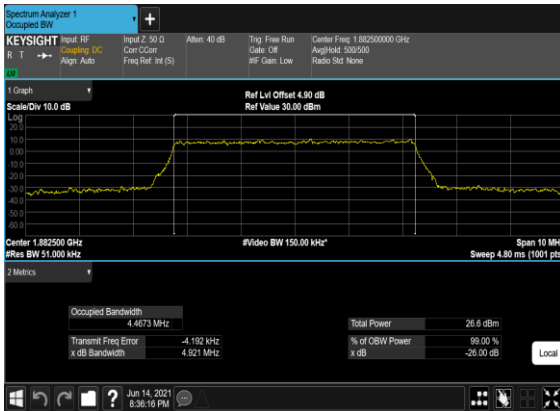 Spectrum Analyzer 1
Occupied BW
KEYSIGHT
R T
LM
Input: RF
Coupling: DC
Align: Auto
Input Z: 50 Ω
Corr CCorr
Freq Ref: Int (S)
Atten: 40 dB
Trig: Free Run
Gate: Off
#IF Gain: Low
Center Freq: 1.882500000 GHz
Avg|Hold: 500/500
Radio Std: None
1 Graph
Scale/Div 10.0 dB
Ref Lvl Offset 4.90 dB
Ref Value 30.00 dBm
Log
20.0
10.0
0.00
-10.0
-20.0
-30.0
-40.0
-50.0
-60.0
Center 1.882500 GHz
#Res BW 51.000 kHz
#Video BW 150.00 kHz*
Span 10 MH
Sweep 4.80 ms (1001 pts
2 Metrics
Occupied Bandwidth
4.4673 MHz
Transmit Freq Error -4.192 kHz
x dB Bandwidth 4.921 MHz
Total Power 26.6 dBm
% of OBW Power 99.00 %
x dB -26.00 dB
Local
?
Jun 14, 2021
8:36:16 PM